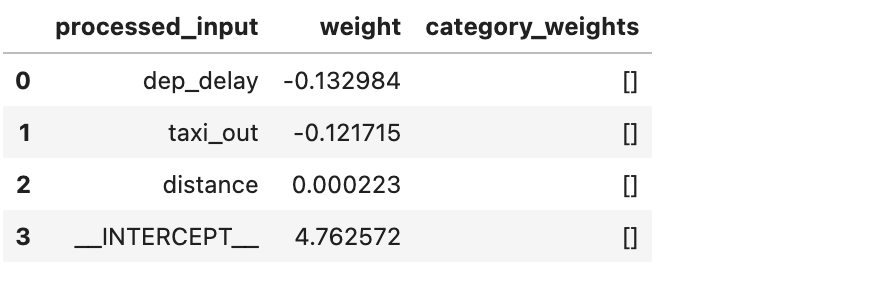 processed_input weight category_weights
0 dep_delay -0.132984 []
1 taxi_out -0.121715 []
2 distance 0.000223 []
3 __INTERCEPT__ 4.762572 []